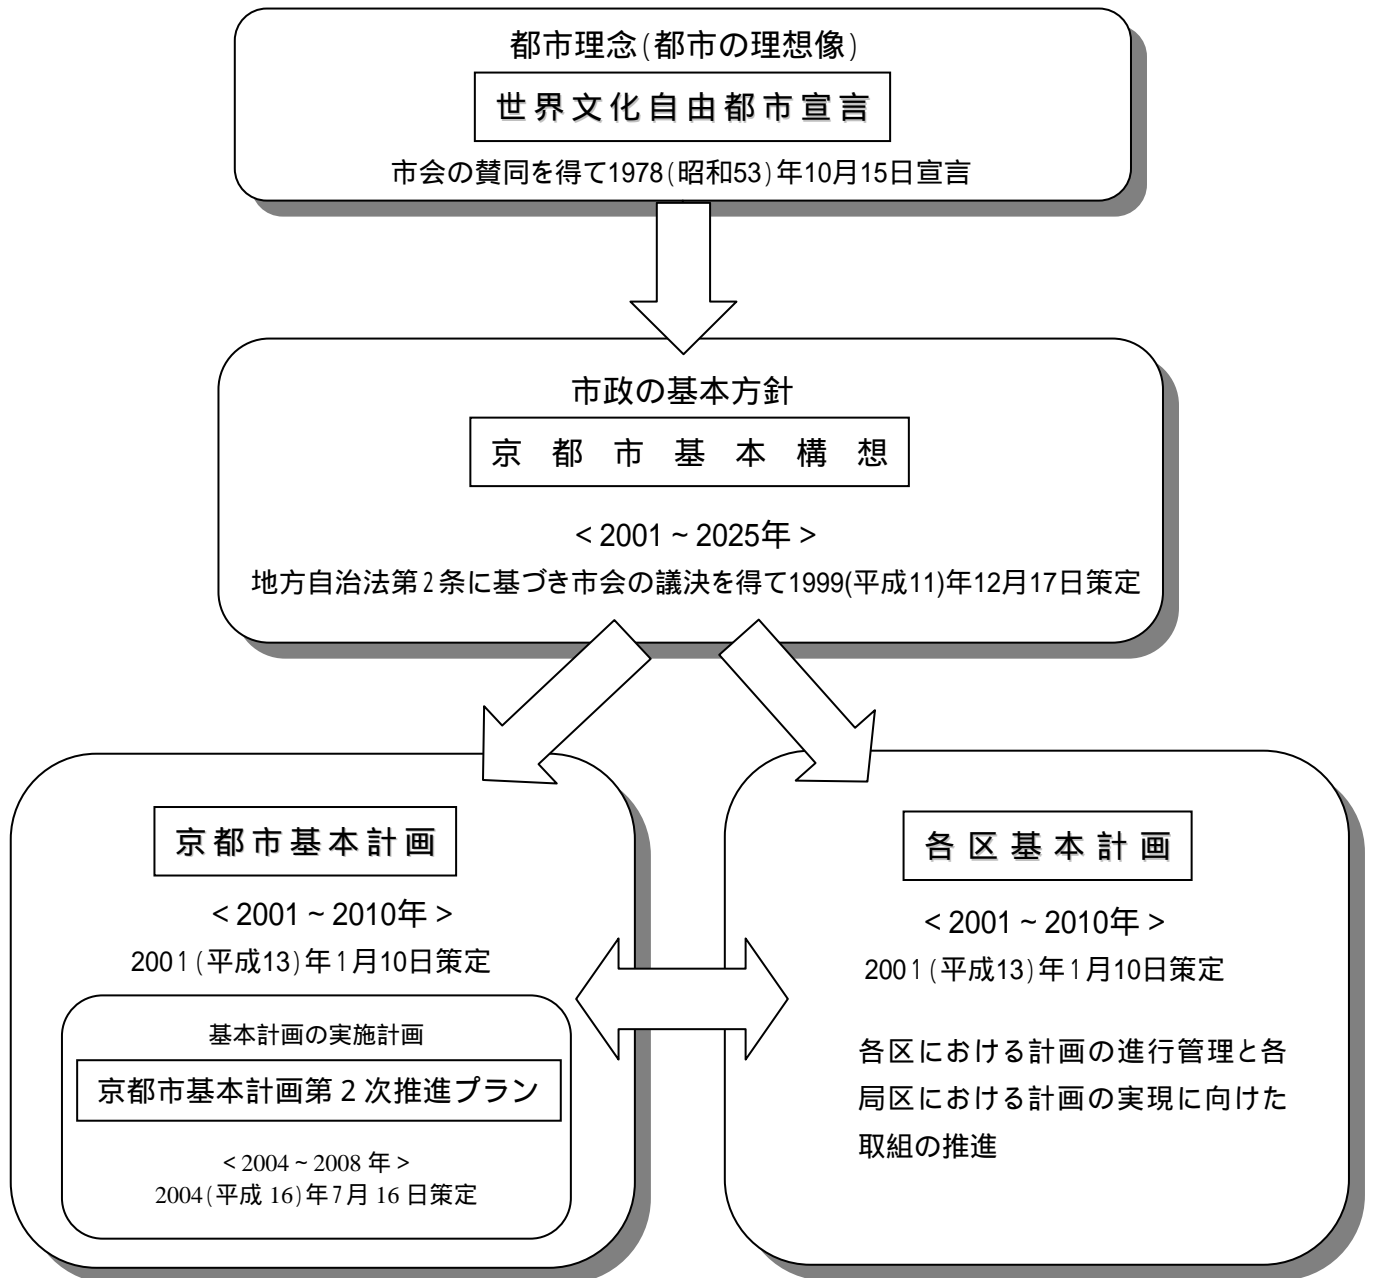 都市理念(都市の理想像)
世界文化自由都市宣言
市会の賛同を得て1978(昭和53)年10月15日宣言
市政の基本方針
京都市基本構想
<2001~2025年>
地方自治法第2条に基づき市会の議決を得て1999(平成11)年12月17日策定
京都市基本計画
<2001~2010年>
2001(平成13)年1月10日策定
基本計画の実施計画
京都市基本計画第2次推進プラン
<2004~2008年>
2004(平成16)年7月16日策定
各区基本計画
<2001~2010年>
2001(平成13)年1月10日策定
各区における計画の進行管理と各
局区における計画の実現に向けた
取組の推進